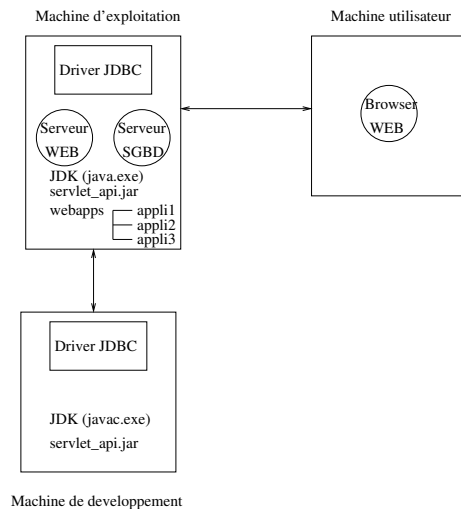 Machine d'exploitation
Machine utilisateur
Driver JDBC
Browser
WEB
Serveur
WEB
Serveur
SGBD
JDK (java.exe)
servlet_api.jar
webapps
appli1
appli2
appli3
Driver JDBC
JDK (javac.exe)
servlet_api.jar
Machine de developpement